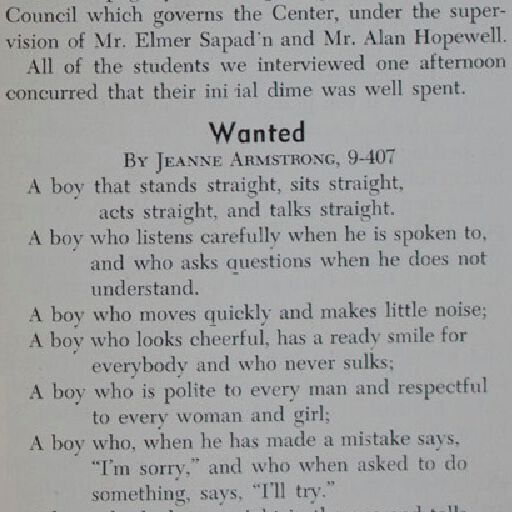 Council which governs the Center, under the super-
vision of Mr. Elmer Sapad'n and Mr. Alan Hopewell.
All of the students we interviewed one afternoon
concurred that their ini ial dime was well spent.
Wanted
By Jeanne Armstrong, 9-407
A boy that stands straight, sits straight,
acts straight, and talks straight.
A boy who listens carefully when he is spoken to,
and who asks questions when he does not
understand.
A boy who moves quickly and makes little noise;
A boy who looks cheerful, has a ready smile for
everybody and who never sulks;
A boy who is polite to every man and respectful
to every woman and girl;
A boy who, when he has made a mistake says,
"I'm sorry," and who when asked to do
something, says, "I'll try."